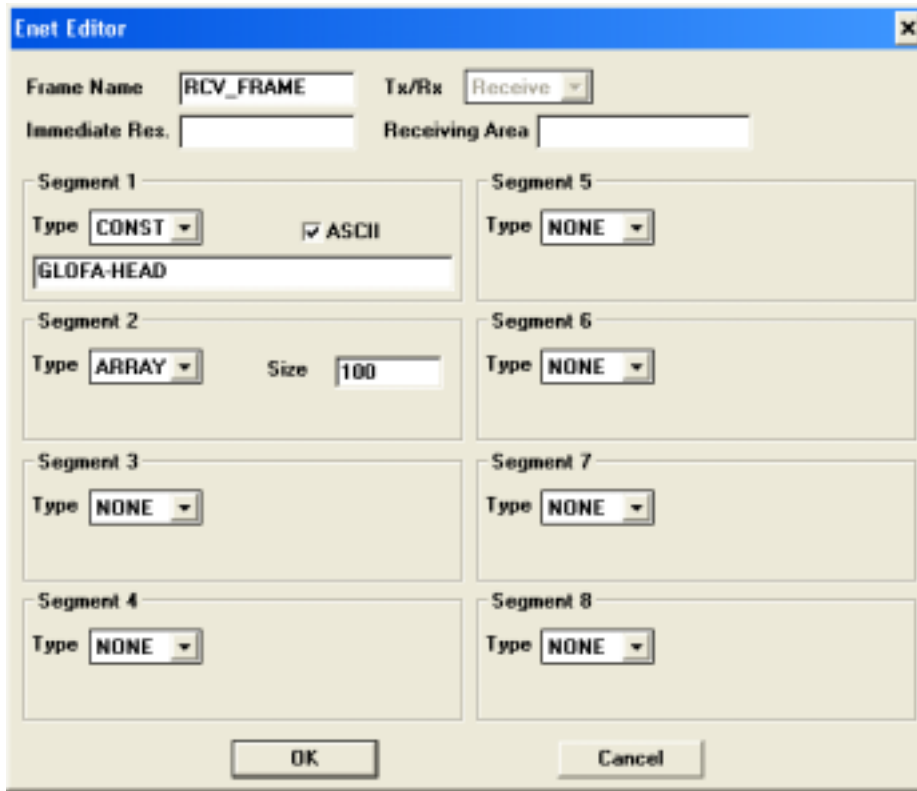 Enet Editor
Frame Name RCV_FRAME Tx/Rx Receive
Immediate Res. Receiving Area
Segment 1
Type CONST ASCII
GLOFA-HEAD
Segment 2
Type ARRAY Size 100
Segment 3
Type NONE
Segment 4
Type NONE
Segment 5
Type NONE
Segment 6
Type NONE
Segment 7
Type NONE
Segment 8
Type NONE
OK Cancel